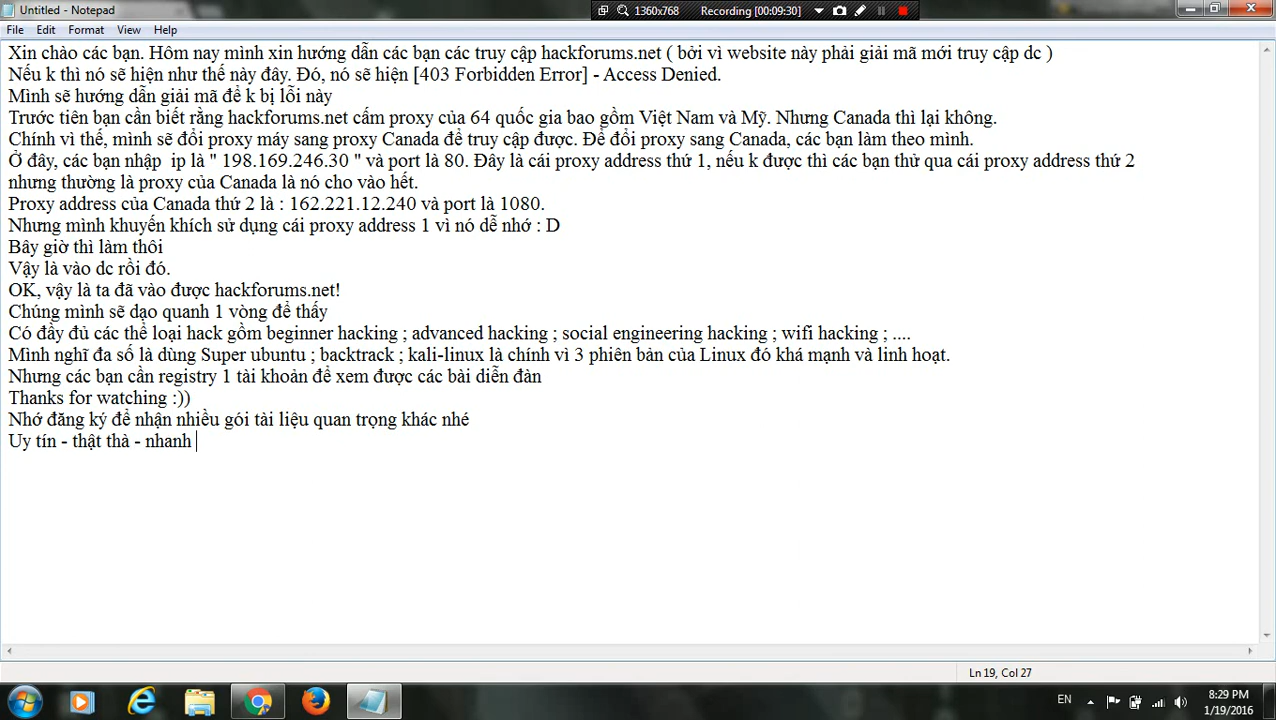 Untitled - Notepad
1360x768
Recording [00:09:30]
File Edit Format View Help
Xin chào các bạn. Hôm nay mình xin hướng dẫn các bạn các truy cập hackforums.net ( bởi vì website này phải giải mã mới truy cập dc )
Nếu k thì nó sẽ hiện như thế này đây. Đó, nó sẽ hiện [403 Forbidden Error] - Access Denied.
Mình sẽ hướng dẫn giải mã để k bị lỗi này
Trước tiên bạn cần biết rằng hackforums.net cấm proxy của 64 quốc gia bao gồm Việt Nam và Mỹ. Nhưng Canada thì lại không.
Chính vì thế, mình sẽ đổi proxy máy sang proxy Canada để truy cập được. Để đổi proxy sang Canada, các bạn làm theo mình.
Ở đây, các bạn nhập  ip là " 198.169.246.30 " và port là 80. Đây là cái proxy address thứ 1, nếu k được thì các bạn thử qua cái proxy address thứ 2
nhưng thường là proxy của Canada là nó cho vào hết.
Proxy address của Canada thứ 2 là : 162.221.12.240 và port là 1080.
Nhưng mình khuyến khích sử dụng cái proxy address 1 vì nó dễ nhớ : D
Bây giờ thì làm thôi
Vậy là vào dc rồi đó.
OK, vậy là ta đã vào được hackforums.net!
Chúng mình sẽ dạo quanh 1 vòng để thấy
Có đầy đủ các thể loại hack gồm beginner hacking ; advanced hacking ; social engineering hacking ; wifi hacking ; ....
Mình nghĩ đa số là dùng Super ubuntu ; backtrack ; kali-linux là chính vì 3 phiên bản của Linux đó khá mạnh và linh hoạt.
Nhưng các bạn cần registry 1 tài khoản để xem được các bài diễn đàn
Thanks for watching :))
Nhớ đăng ký để nhận nhiều gói tài liệu quan trọng khác nhé
Uy tín - thật thà - nhanh
Ln 19, Col 27
EN
8:29 PM
1/19/2016